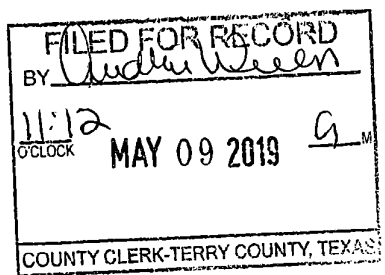 FILED FOR RECORD
BY
11:12 a M
O'CLOCK MAY 09 2019
COUNTY CLERK-TERRY COUNTY, TEXAS